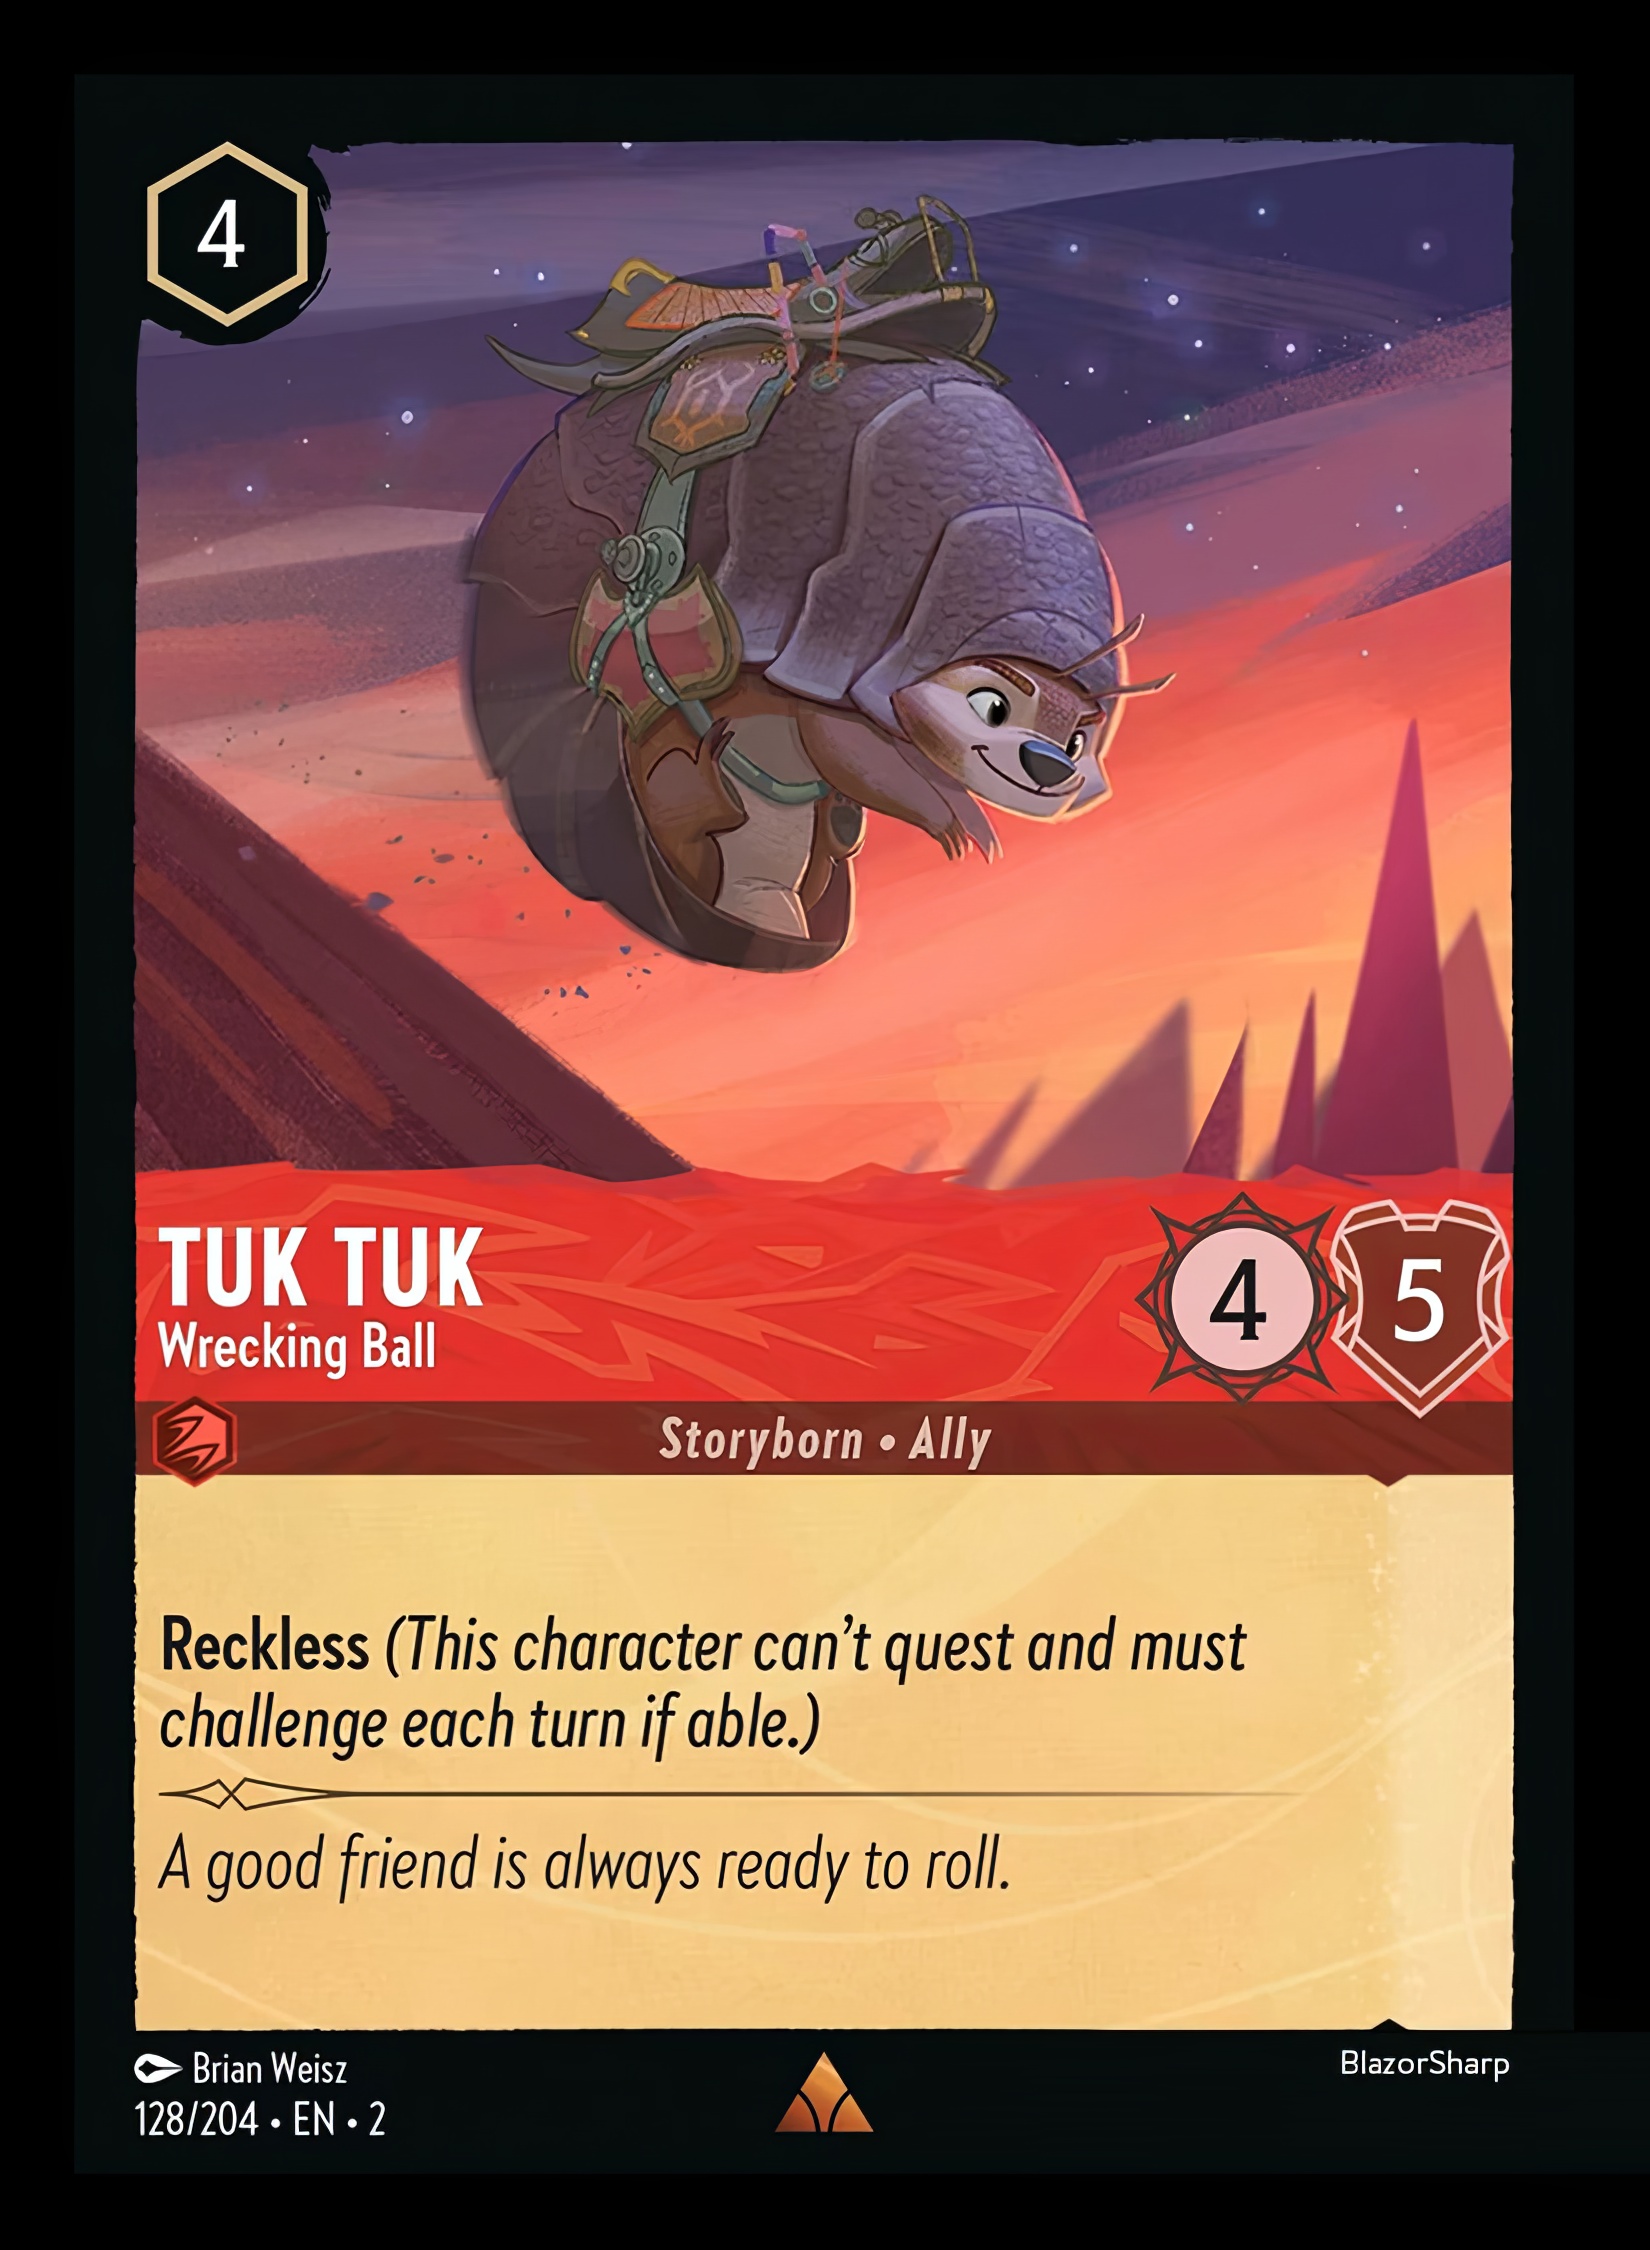 4
TUK TUK
Wrecking Ball
4 5
Storyborn • Ally
Reckless (This character can't quest and must
challenge each turn if able.)
A good friend is always ready to roll.
Brian Weisz
BlazorSharp
128/204 • EN • 2